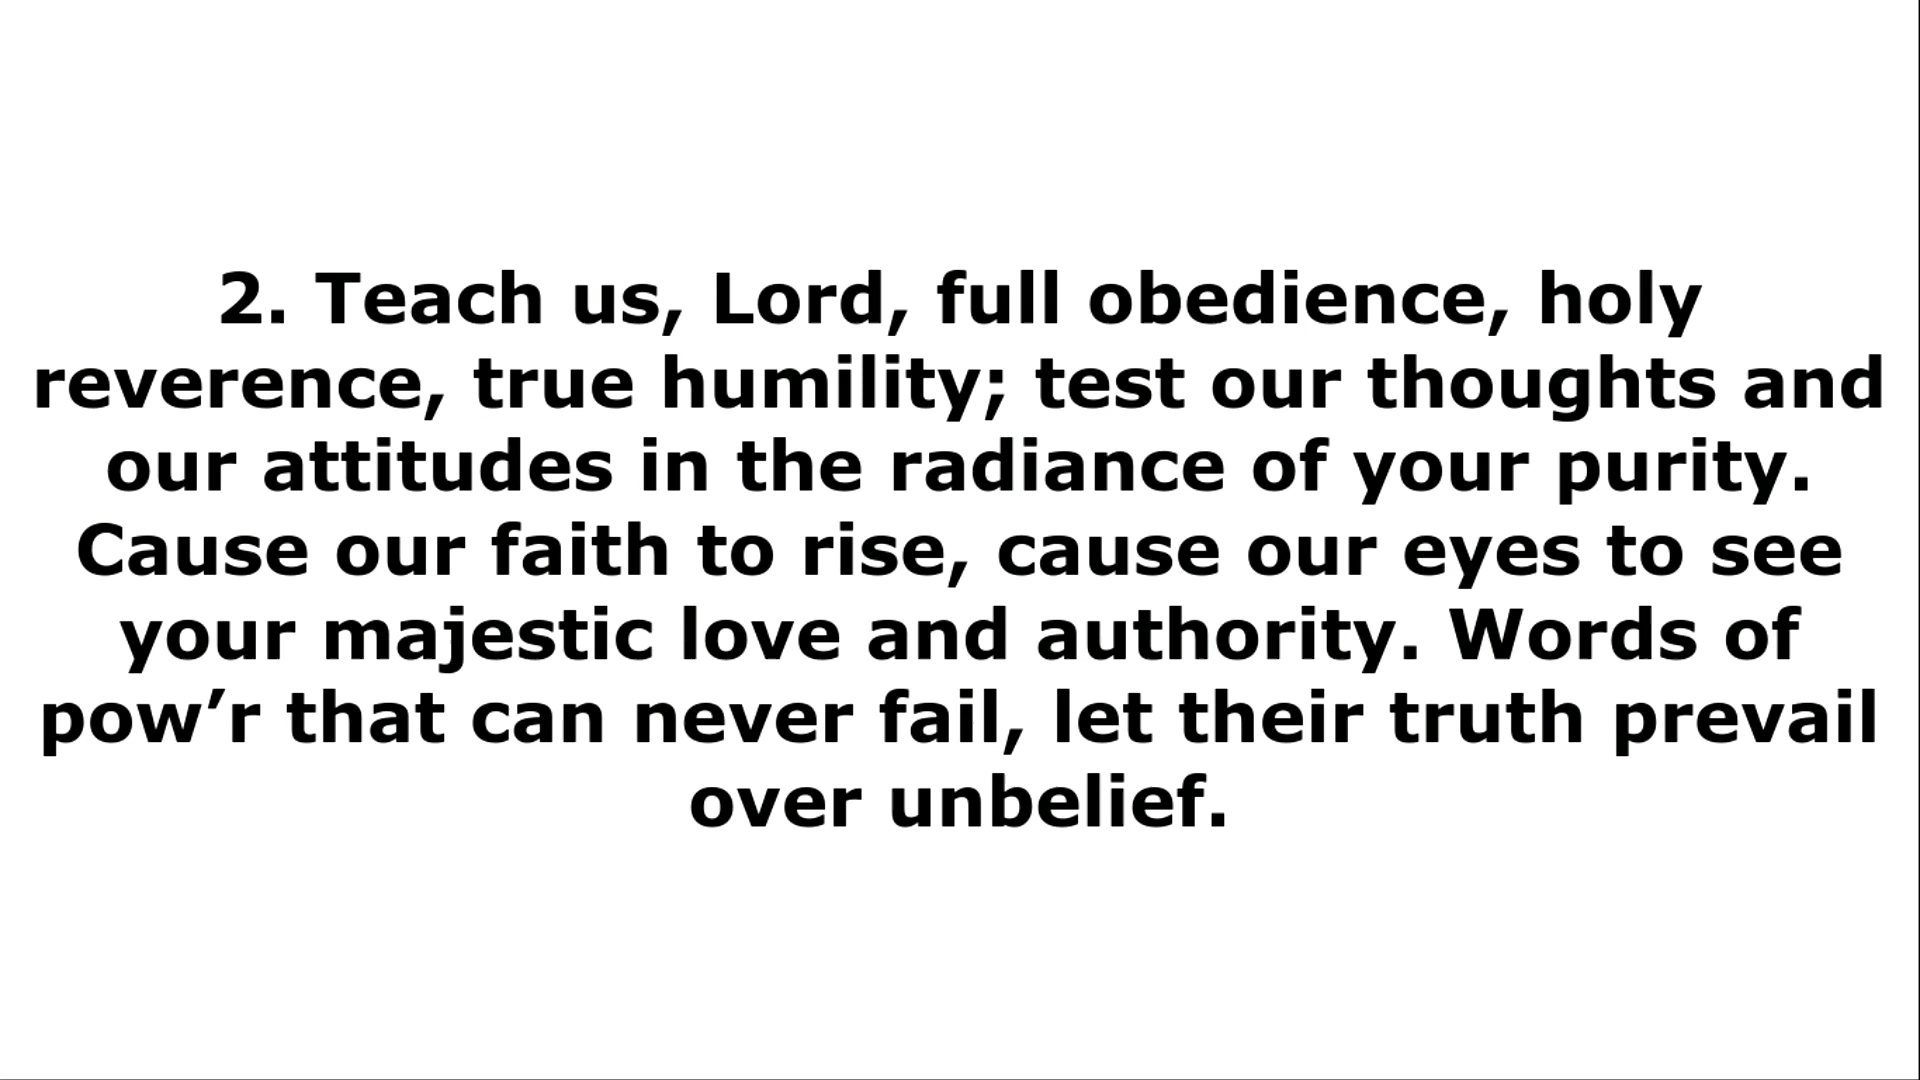 2. Teach us, Lord, full obedience, holy
reverence, true humility; test our thoughts and
our attitudes in the radiance of your purity.
Cause our faith to rise, cause our eyes to see
your majestic love and authority. Words of
pow’r that can never fail, let their truth prevail
over unbelief.